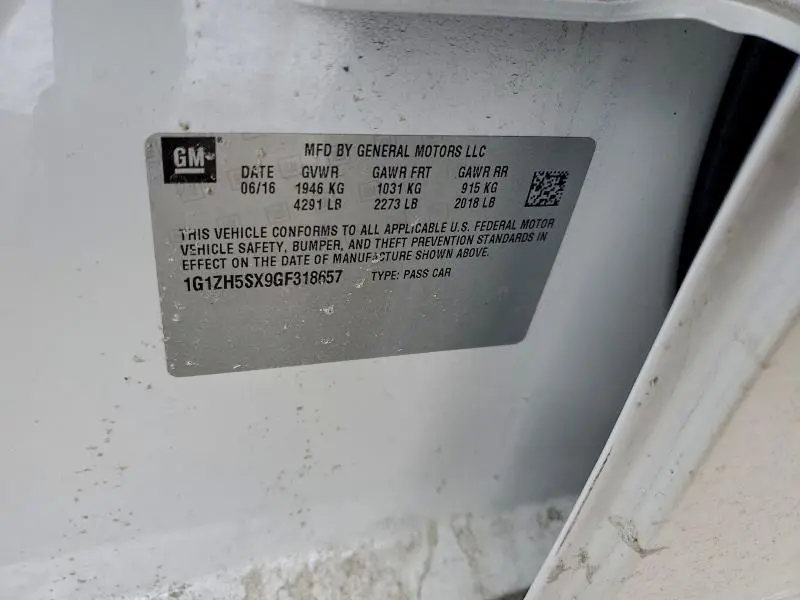 GM
MFD BY GENERAL MOTORS LLC
DATE GVWR GAWR FRT GAWR RR
06/16 1946 KG 1031 KG 915 KG
4291 LB 2273 LB 2018 LB
THIS VEHICLE CONFORMS TO ALL APPLICABLE U.S. FEDERAL MOTOR
VEHICLE SAFETY, BUMPER, AND THEFT PREVENTION STANDARDS IN
EFFECT ON THE DATE OF MANUFACTURE SHOWN ABOVE.
1G1ZH5SX9GF318657 TYPE: PASS CAR